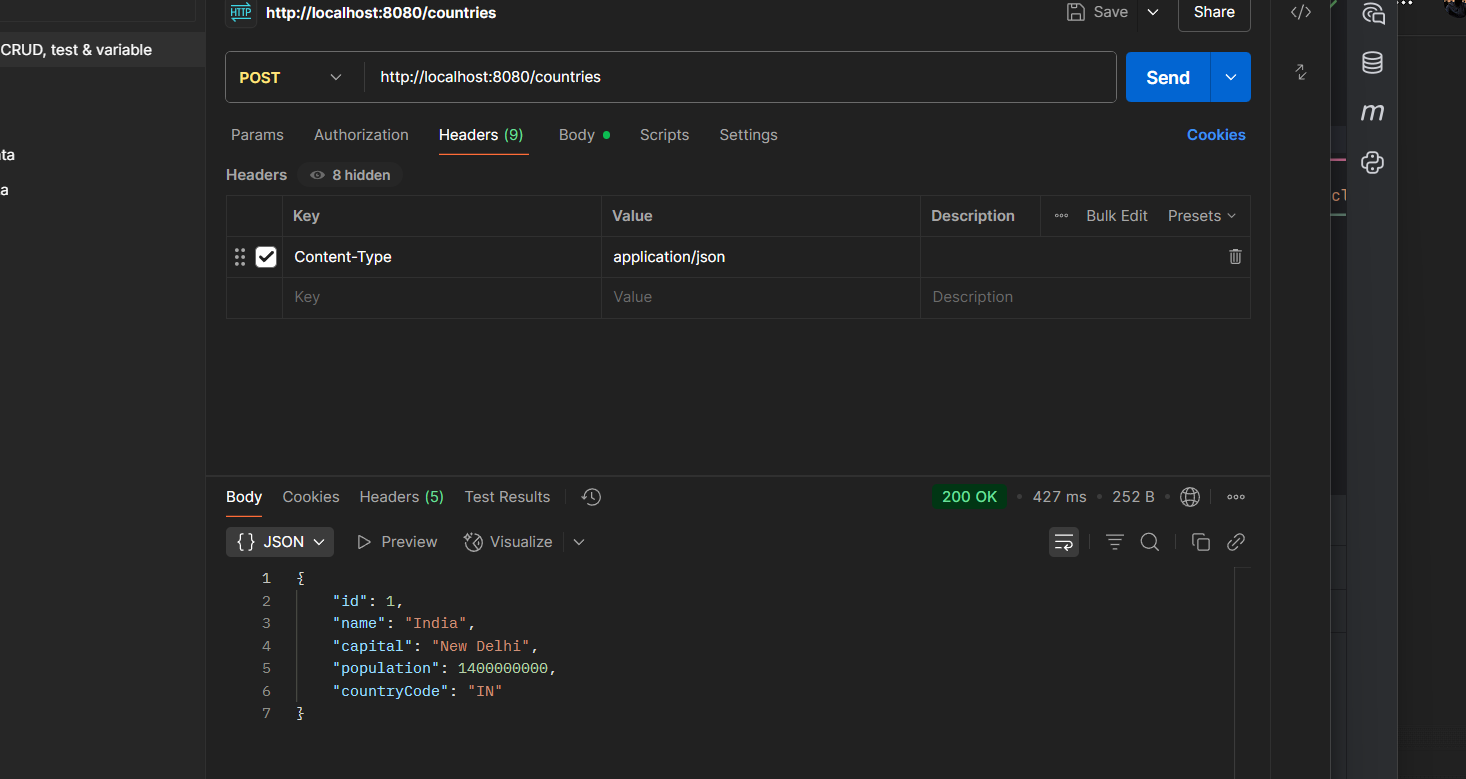 HTTP http://localhost:8080/countries Save Share
CRUD, test & variable
POST http://localhost:8080/countries Send
Params Authorization Headers (9) Body Scripts Settings Cookies
ta
a
Headers 8 hidden
Key Value Description Bulk Edit Presets
Content-Type application/json
Key Value Description
cl
m
Body Cookies Headers (5) Test Results 200 OK • 427 ms • 252 B
{} JSON Preview Visualize
1 {
2 "id": 1,
3 "name": "India",
4 "capital": "New Delhi",
5 "population": 1400000000,
6 "countryCode": "IN"
7 }